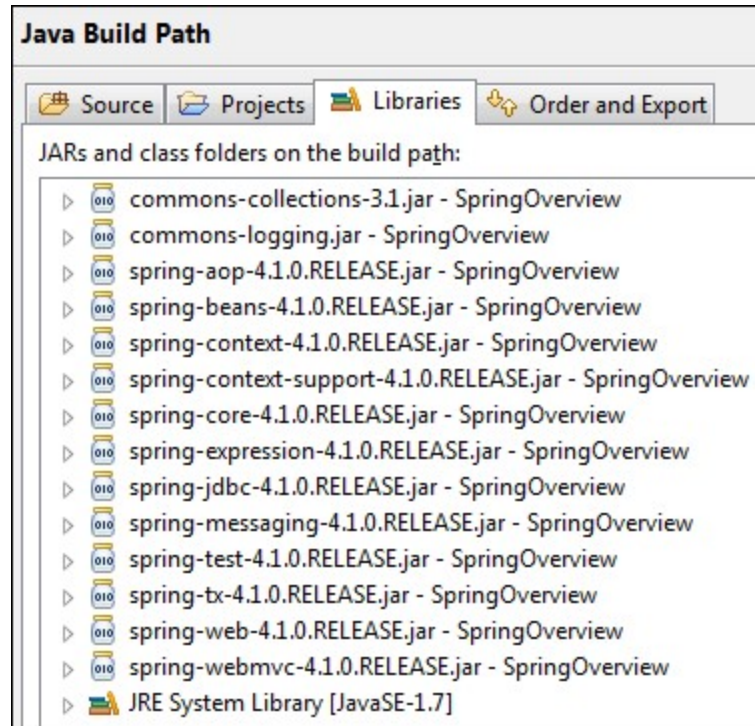 Java Build Path
Source Projects Libraries Order and Export
JARs and class folders on the build path:
commons-collections-3.1.jar - SpringOverview
commons-logging.jar - SpringOverview
spring-aop-4.1.0.RELEASE.jar - SpringOverview
spring-beans-4.1.0.RELEASE.jar - SpringOverview
spring-context-4.1.0.RELEASE.jar - SpringOverview
spring-context-support-4.1.0.RELEASE.jar - SpringOverview
spring-core-4.1.0.RELEASE.jar - SpringOverview
spring-expression-4.1.0.RELEASE.jar - SpringOverview
spring-jdbc-4.1.0.RELEASE.jar - SpringOverview
spring-messaging-4.1.0.RELEASE.jar - SpringOverview
spring-test-4.1.0.RELEASE.jar - SpringOverview
spring-tx-4.1.0.RELEASE.jar - SpringOverview
spring-web-4.1.0.RELEASE.jar - SpringOverview
spring-webmvc-4.1.0.RELEASE.jar - SpringOverview
JRE System Library [JavaSE-1.7]